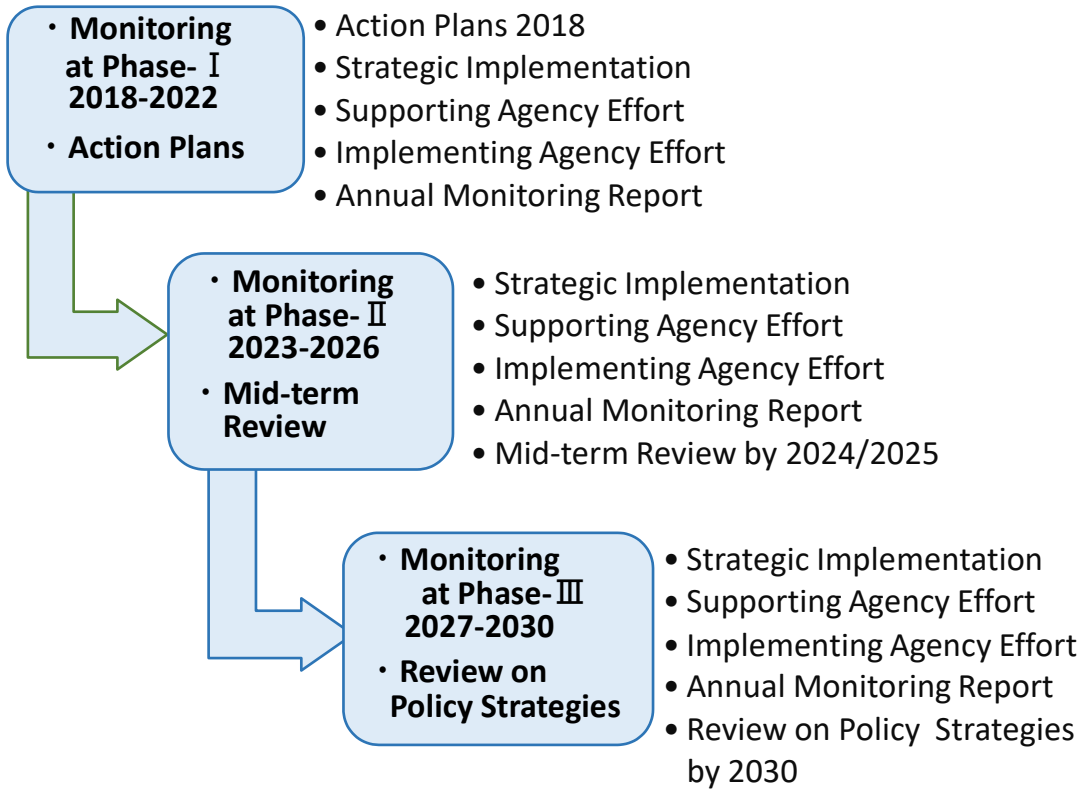 · Monitoring
at Phase- Ⅰ
2018-2022
· Action Plans
• Action Plans 2018
• Strategic Implementation
• Supporting Agency Effort
• Implementing Agency Effort
• Annual Monitoring Report
· Monitoring
at Phase- Ⅱ
2023-2026
· Mid-term
Review
• Strategic Implementation
• Supporting Agency Effort
• Implementing Agency Effort
• Annual Monitoring Report
• Mid-term Review by 2024/2025
· Monitoring
at Phase-Ⅲ
2027-2030
· Review on
Policy Strategies
• Strategic Implementation
• Supporting Agency Effort
• Implementing Agency Effort
• Annual Monitoring Report
• Review on Policy Strategies
by 2030